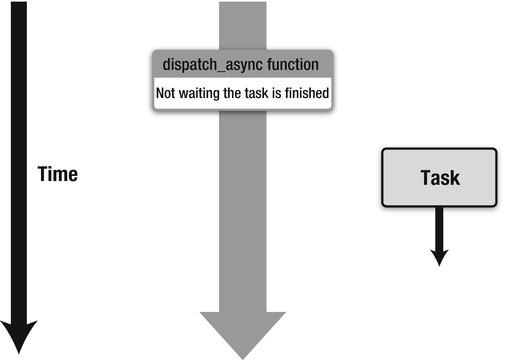 dispatch_async function
Not waiting the task is finished
Time
Task